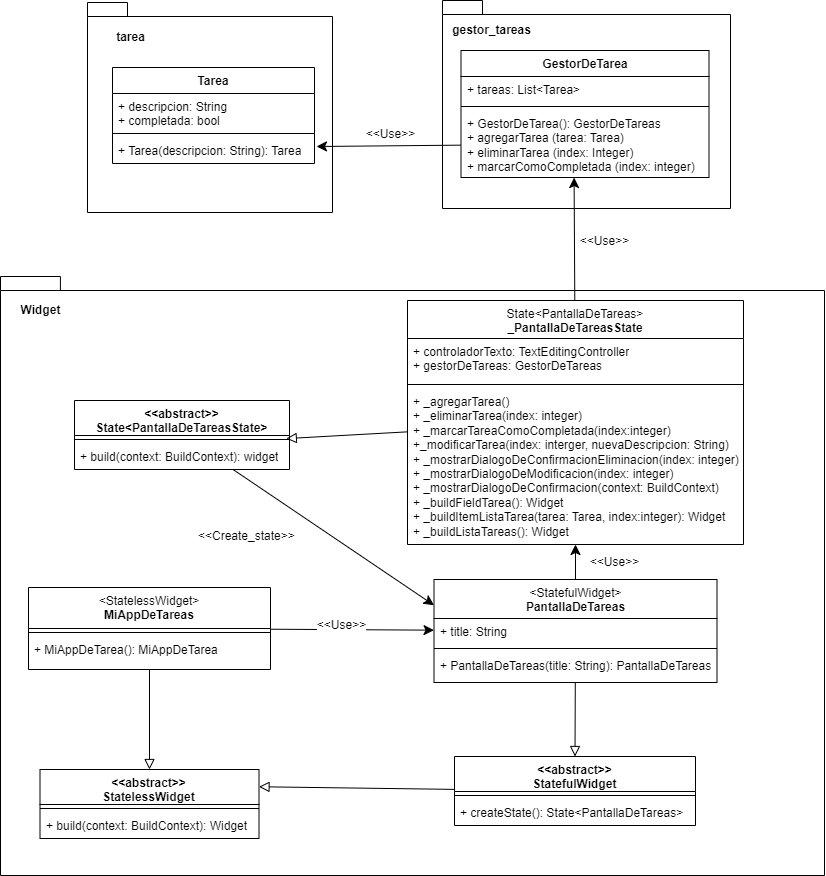 tarea
Tarea
+ descripcion: String
+ completada: bool
+ Tarea(descripcion: String): Tarea
<<Use>>
gestor_tareas
GestorDeTarea
+ tareas: List<Tarea>
+ GestorDeTarea(): GestorDeTareas
+ agregarTarea (tarea: Tarea)
+ eliminarTarea (index: Integer)
+ marcarComoCompletada (index: integer)
<<Use>>
Widget
State<PantallaDeTareas>
_PantallaDeTareasState
+ controladorTexto: TextEditingController
+ gestorDeTareas: GestorDeTareas
+ _agregarTarea()
+ _eliminarTarea(index: integer)
+ _marcarTareaComoCompletada(index:integer)
+_modificarTarea(index: interger, nuevaDescripcion: String)
+ _mostrarDialogoDeConfirmacionEliminacion(index: integer)
+ _mostrarDialogoDeModificacion(index: integer)
+ _mostrarDialogoDeConfirmacion(context: BuildContext)
+ _buildFieldTarea(): Widget
+ _buildItemListaTarea(tarea: Tarea, index:integer): Widget
+ _buildListaTareas(): Widget
<<abstract>>
State<PantallaDeTareasState>
+ build(context: BuildContext): widget
<<Create_state>>
<<Use>>
<StatelessWidget>
MiAppDeTareas
+ MiAppDeTarea(): MiAppDeTarea
<<Use>>
<StatefulWidget>
PantallaDeTareas
+ title: String
+ PantallaDeTareas(title: String): PantallaDeTareas
<<abstract>>
StatelessWidget
+ build(context: BuildContext): Widget
<<abstract>>
StatefulWidget
+ createState(): State<PantallaDeTareas>